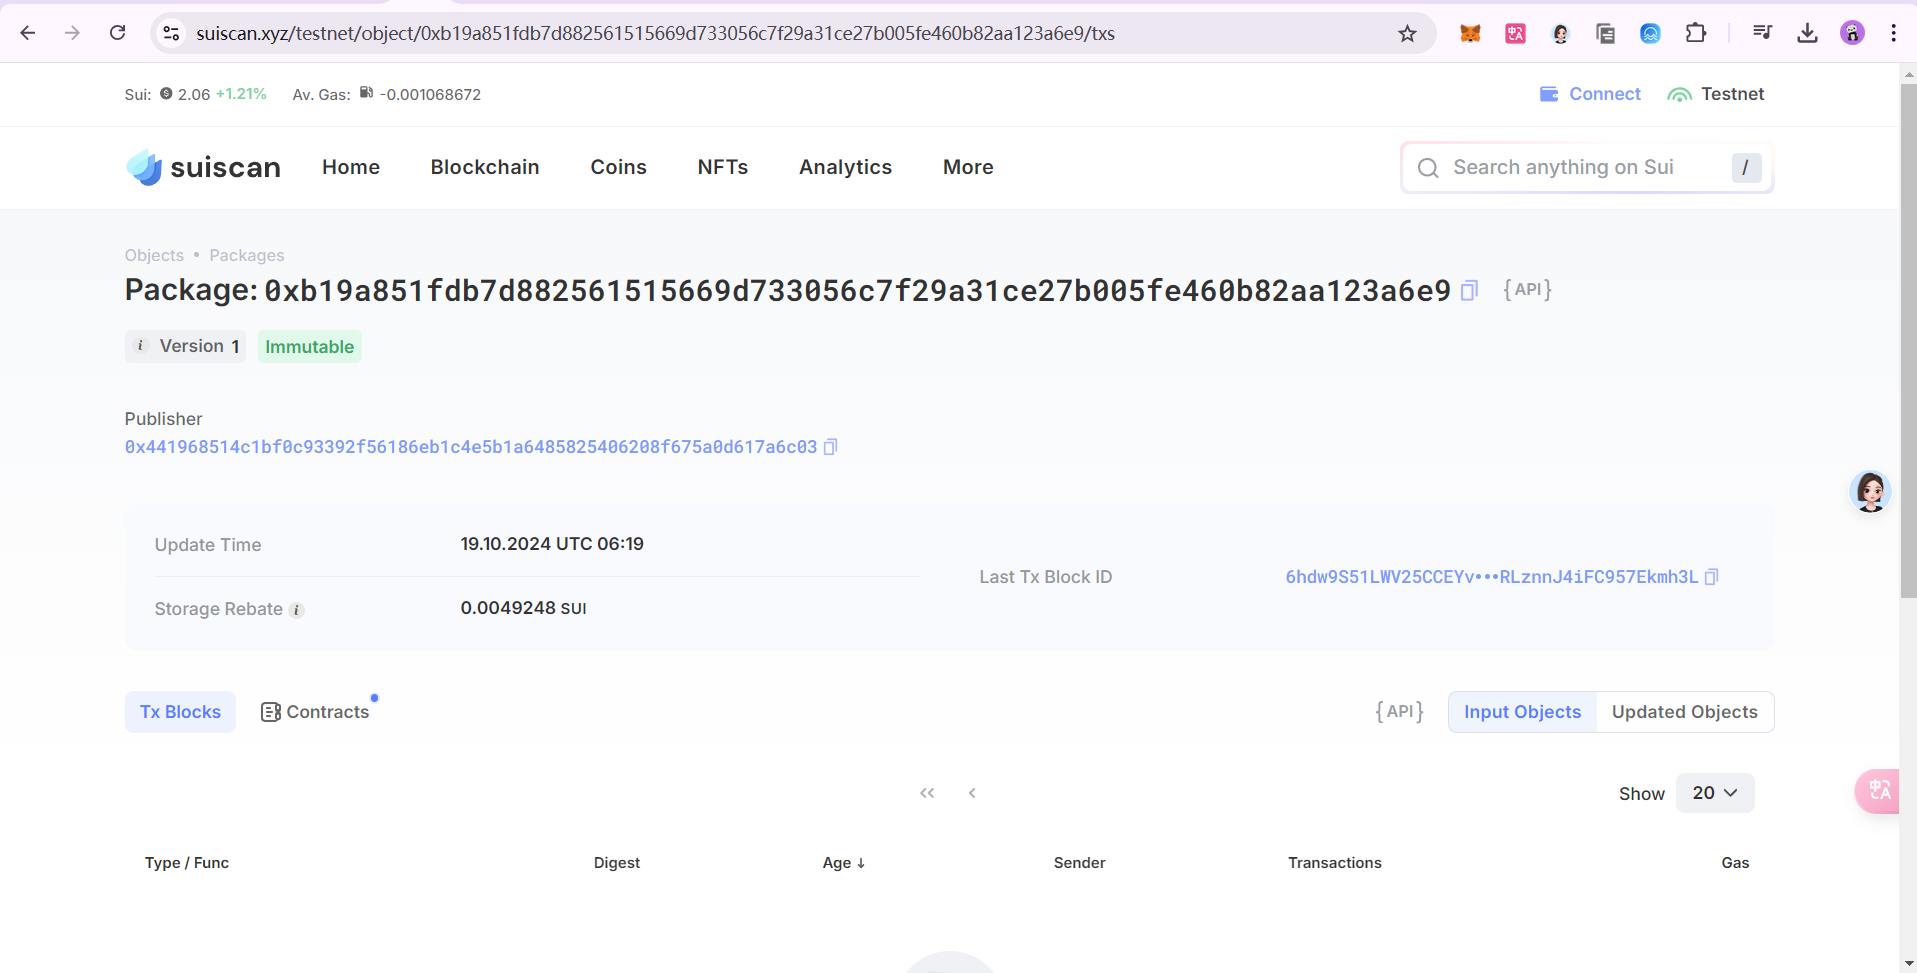 suiscan.xyz/testnet/object/0xb19a851fdb7d882561515669d733056c7f29a31ce27b005fe460b82aa123a6e9/txs
Sui: 2.06 +1.21% Av. Gas: -0.001068672
Connect Testnet
suiscan Home Blockchain Coins NFTs Analytics More Search anything on Sui /
Objects • Packages
Package: 0xb19a851fdb7d882561515669d733056c7f29a31ce27b005fe460b82aa123a6e9 {API}
i Version 1 Immutable
Publisher
0x441968514c1bf0c93392f56186eb1c4e5b1a6485825406208f675a0d617a6c03
Update Time 19.10.2024 UTC 06:19
Last Tx Block ID 6hdw9S51LWV25CCEYv•••RLznnJ4iFC957Ekmh3L
Storage Rebate i 0.0049248 SUI
Tx Blocks Contracts {API} Input Objects Updated Objects
« ‹ Show 20
Type / Func Digest Age ↓ Sender Transactions Gas